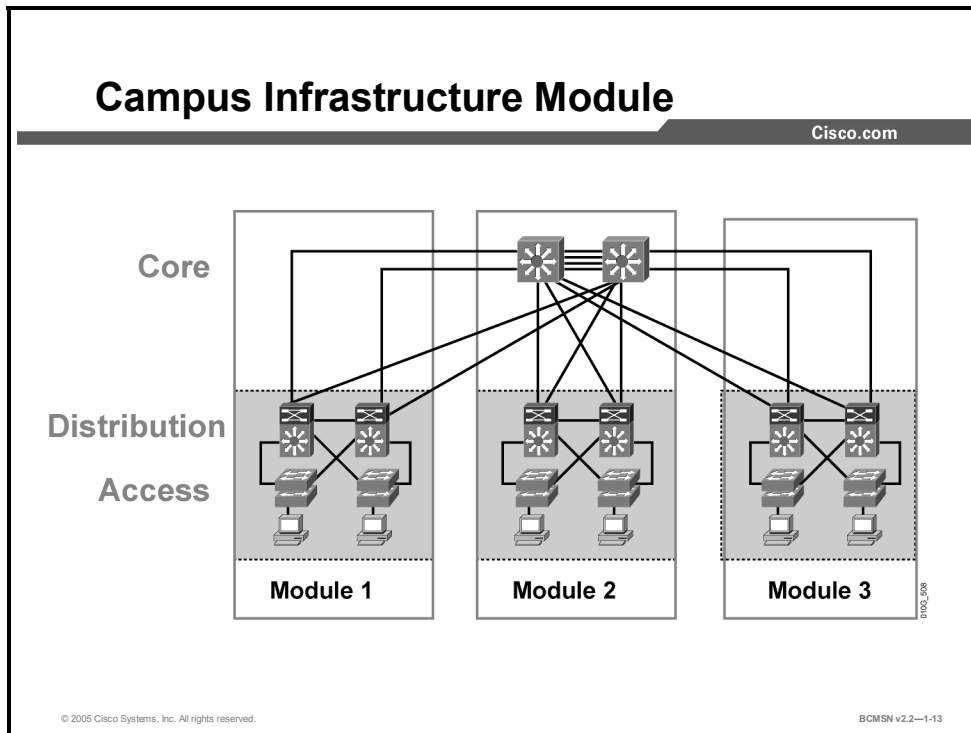 Campus Infrastructure Module
Cisco.com
Core
Distribution
Access
Module 1
Module 2
Module 3
010G_508
© 2005 Cisco Systems, Inc. All rights reserved.
BCMSN v2.2—1-13